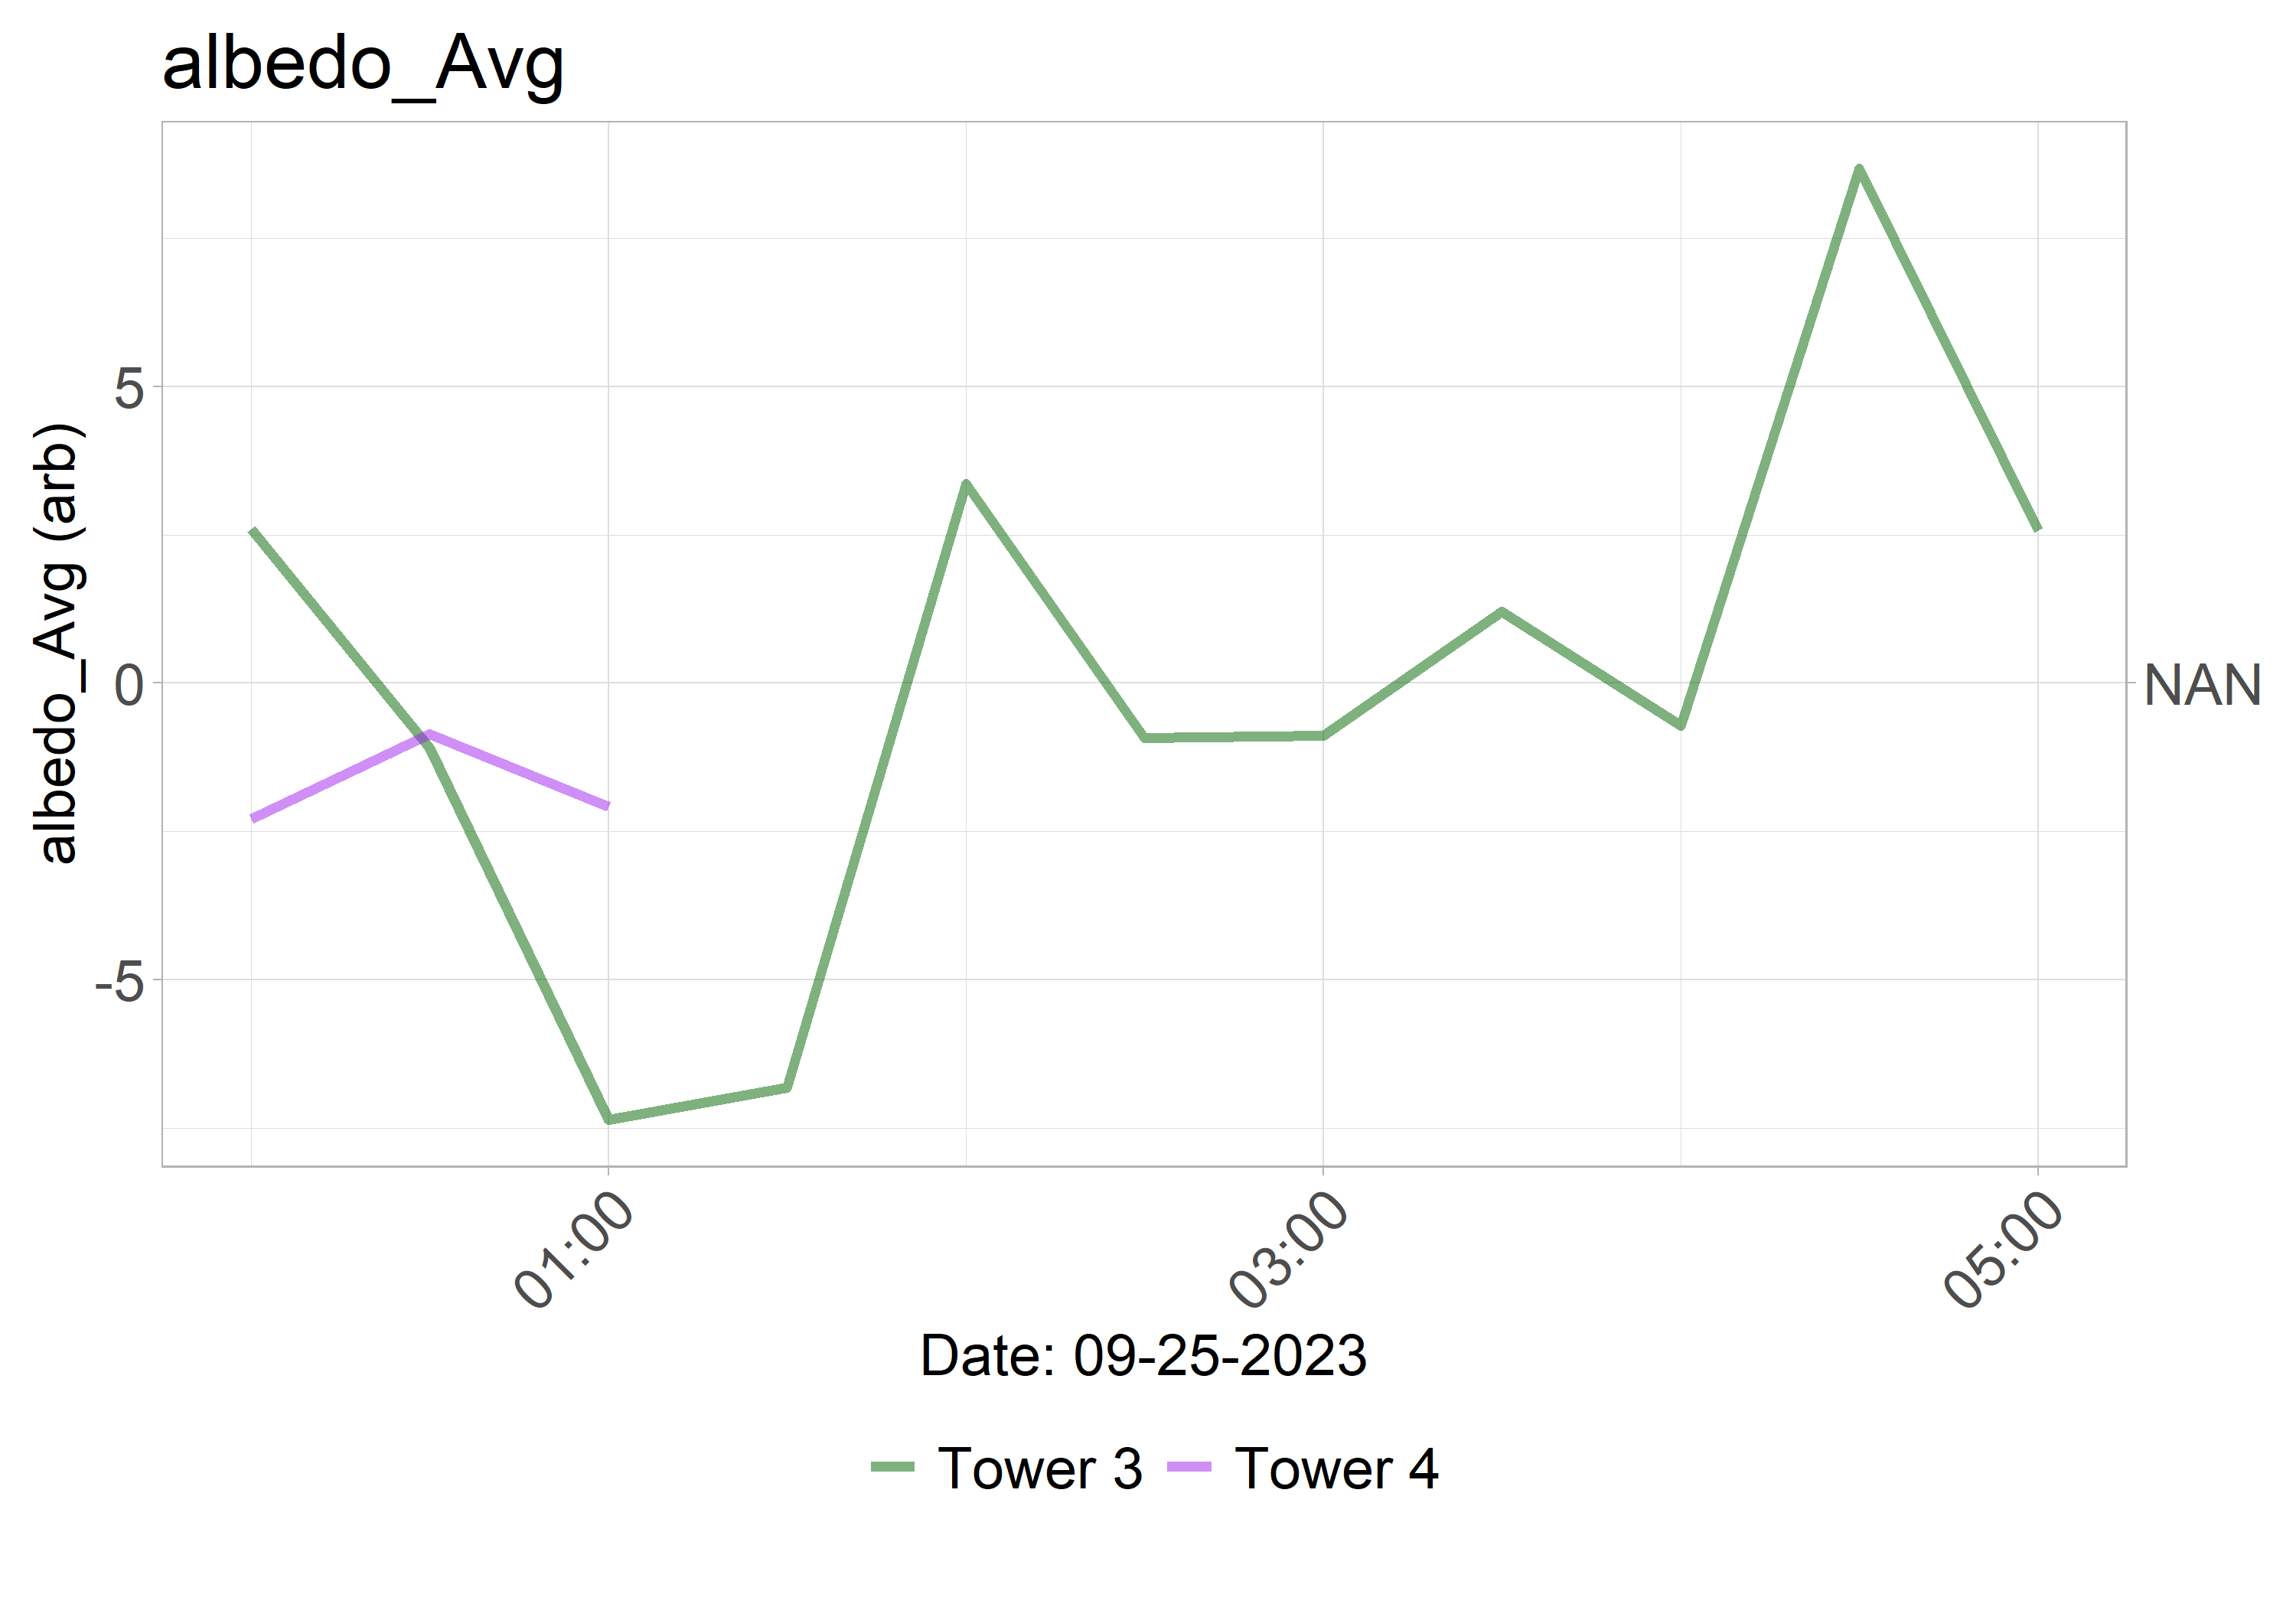 albedo_Avg
albedo_Avg (arb)
5
0
-5
NAN
01:00
03:00
05:00
Date: 09-25-2023
Tower 3
Tower 4